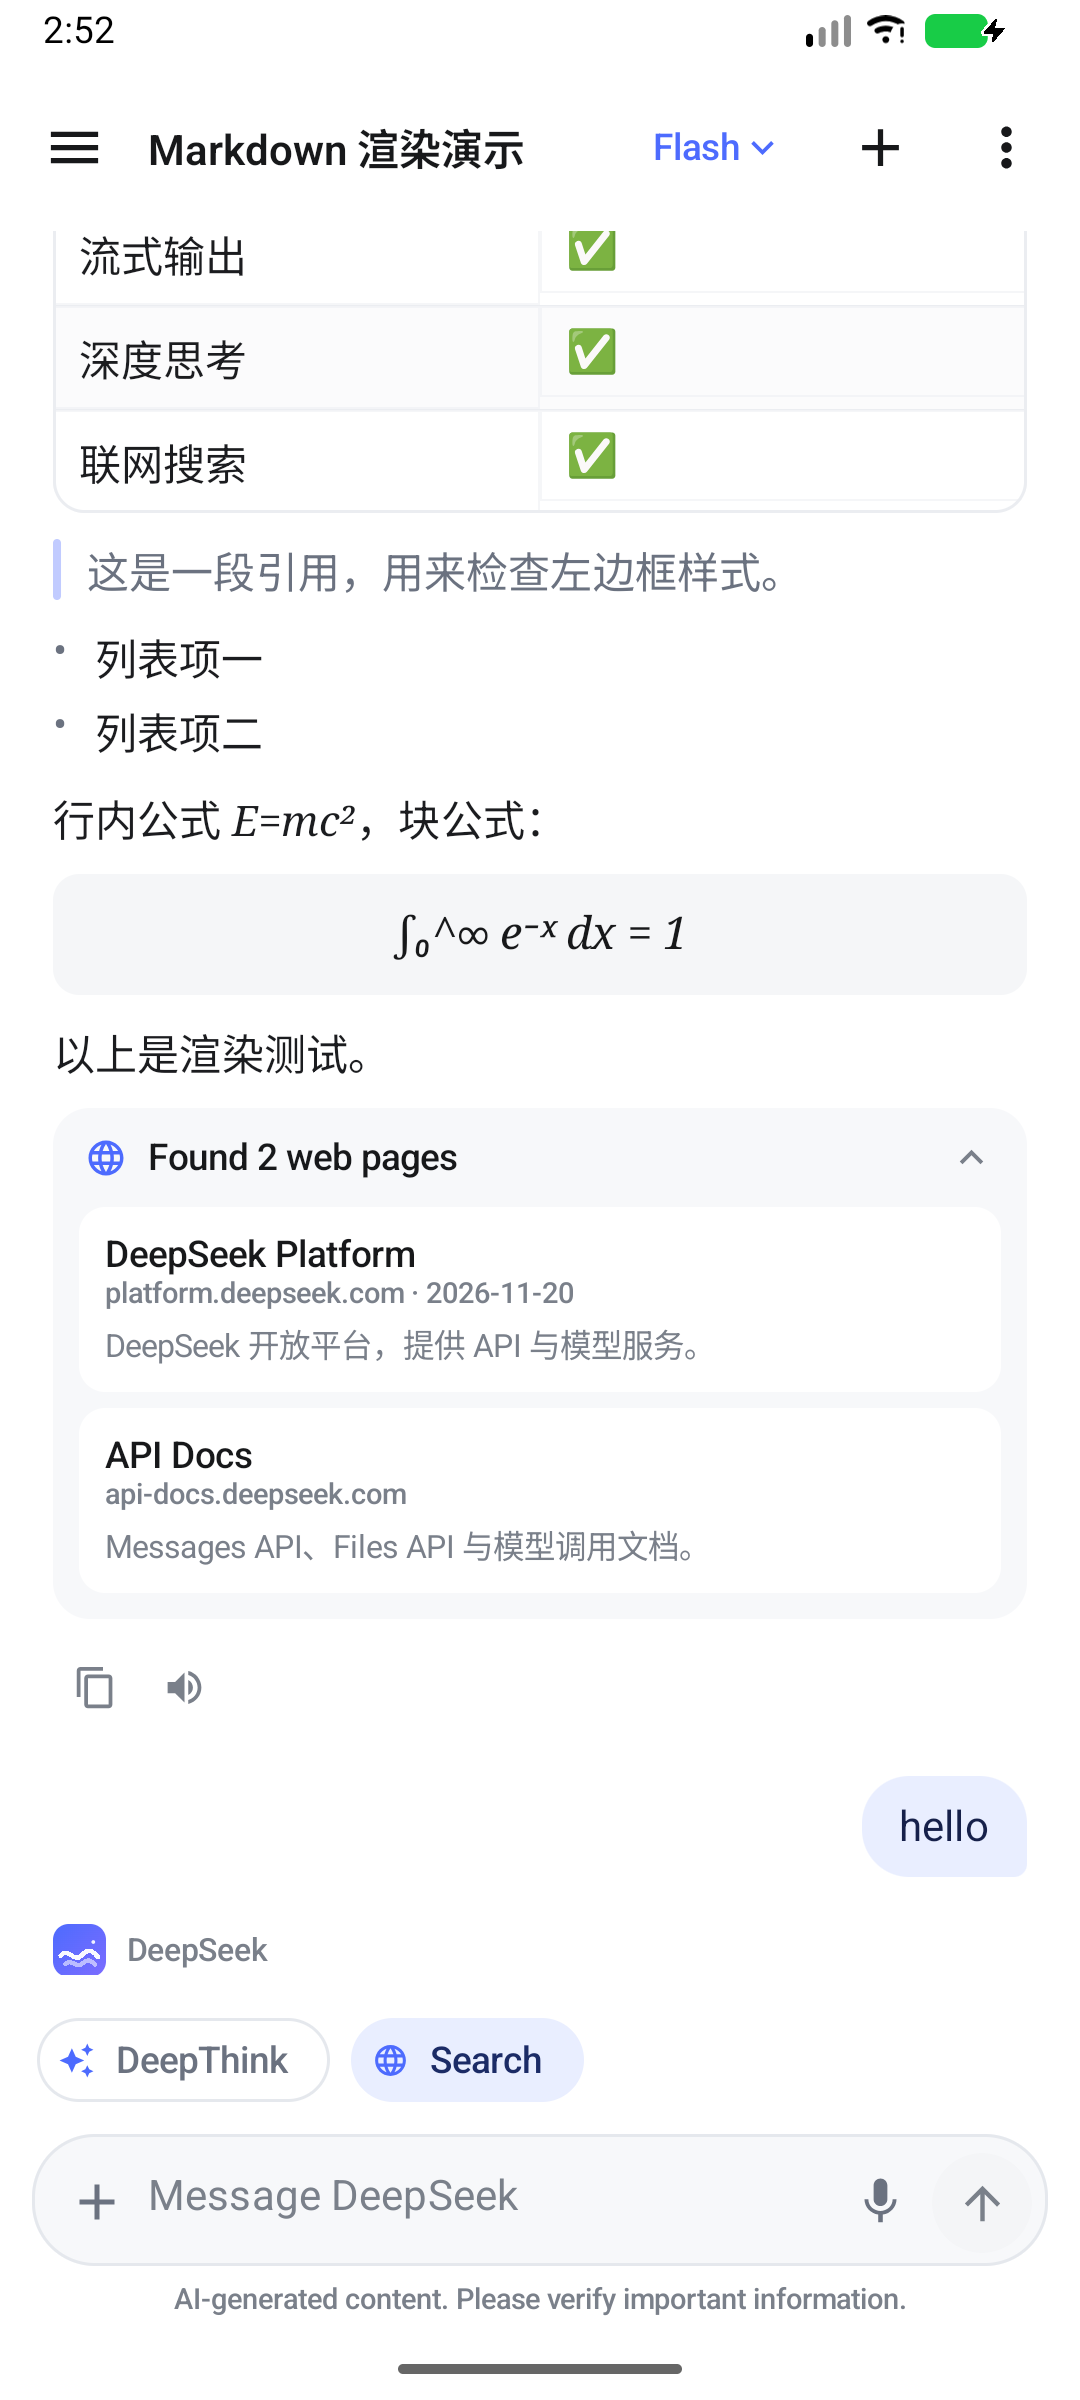 2:52
Markdown 渲染演示
Flash
流式输出 ✅
深度思考 ✅
联网搜索 ✅
这是一段引用，用来检查左边框样式。
• 列表项一
• 列表项二
行内公式 E=mc²，块公式：
∫₀^∞ e⁻ˣ dx = 1
以上是渲染测试。
Found 2 web pages
DeepSeek Platform
platform.deepseek.com · 2026-11-20
DeepSeek 开放平台，提供 API 与模型服务。
API Docs
api-docs.deepseek.com
Messages API、Files API 与模型调用文档。
hello
DeepSeek
DeepThink
Search
Message DeepSeek
AI-generated content. Please verify important information.